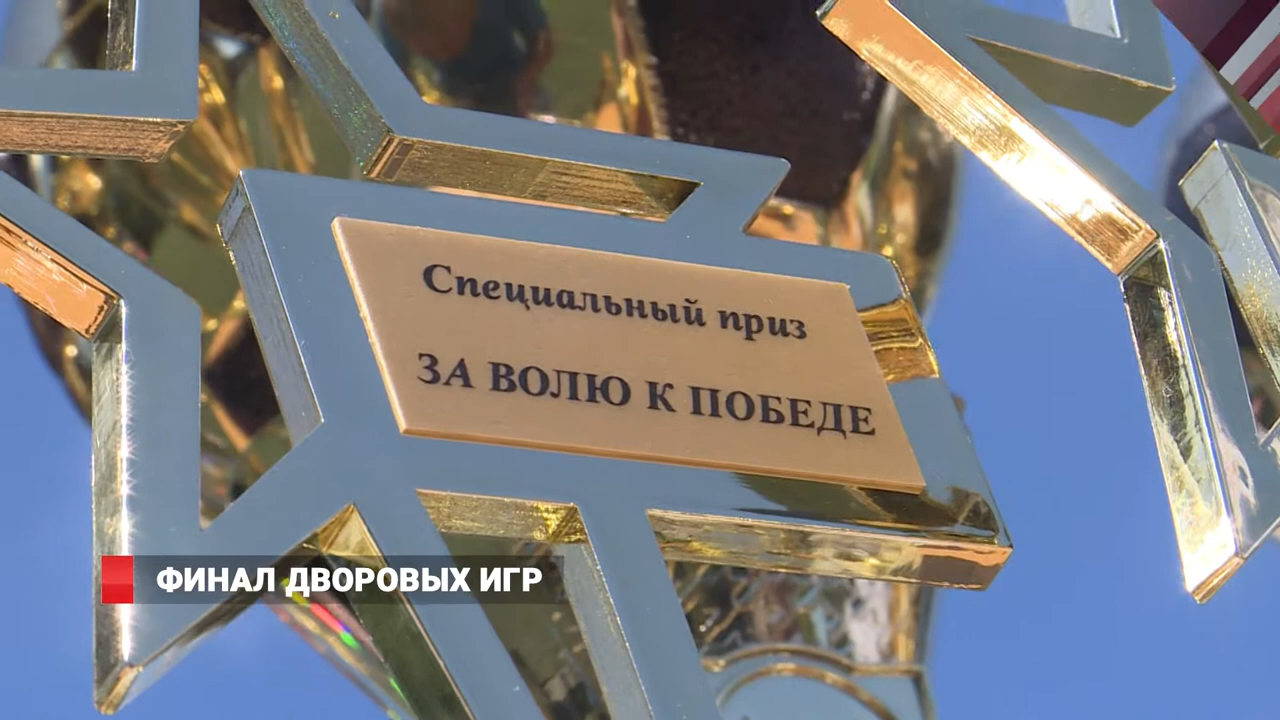 Специальный приз
ЗА ВОЛЮ К ПОБЕДЕ
ФИНАЛ ДВОРОВЫХ ИГР